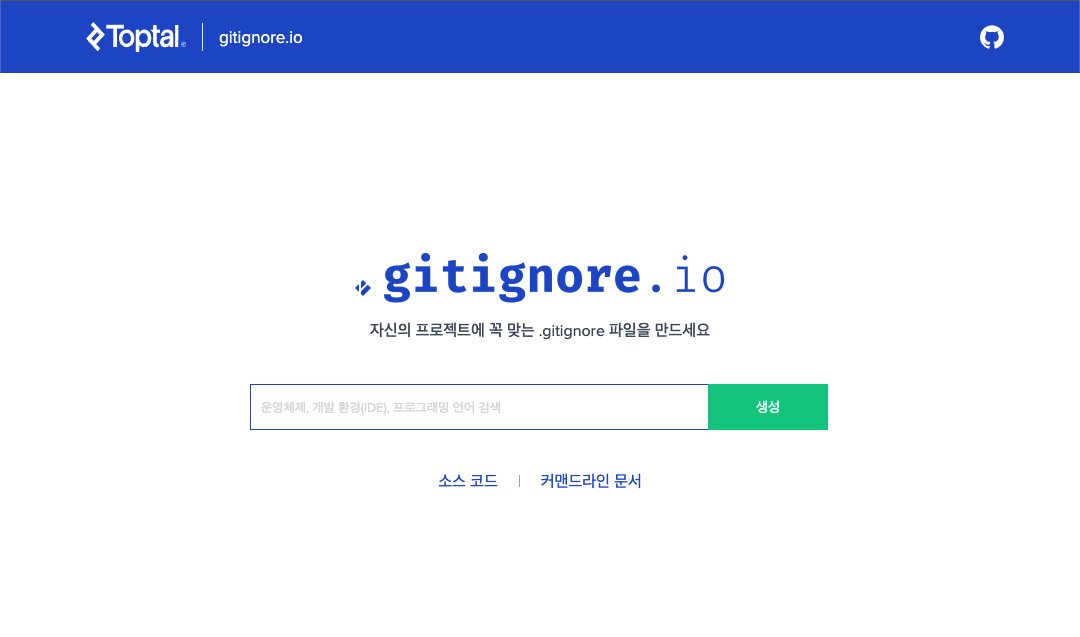 Toptal® gitignore.io
.gitignore.io
자신의 프로젝트에 꼭 맞는 .gitignore 파일을 만드세요
운영체제, 개발 환경(IDE), 프로그래밍 언어 검색 생성
소스 코드 | 커맨드라인 문서